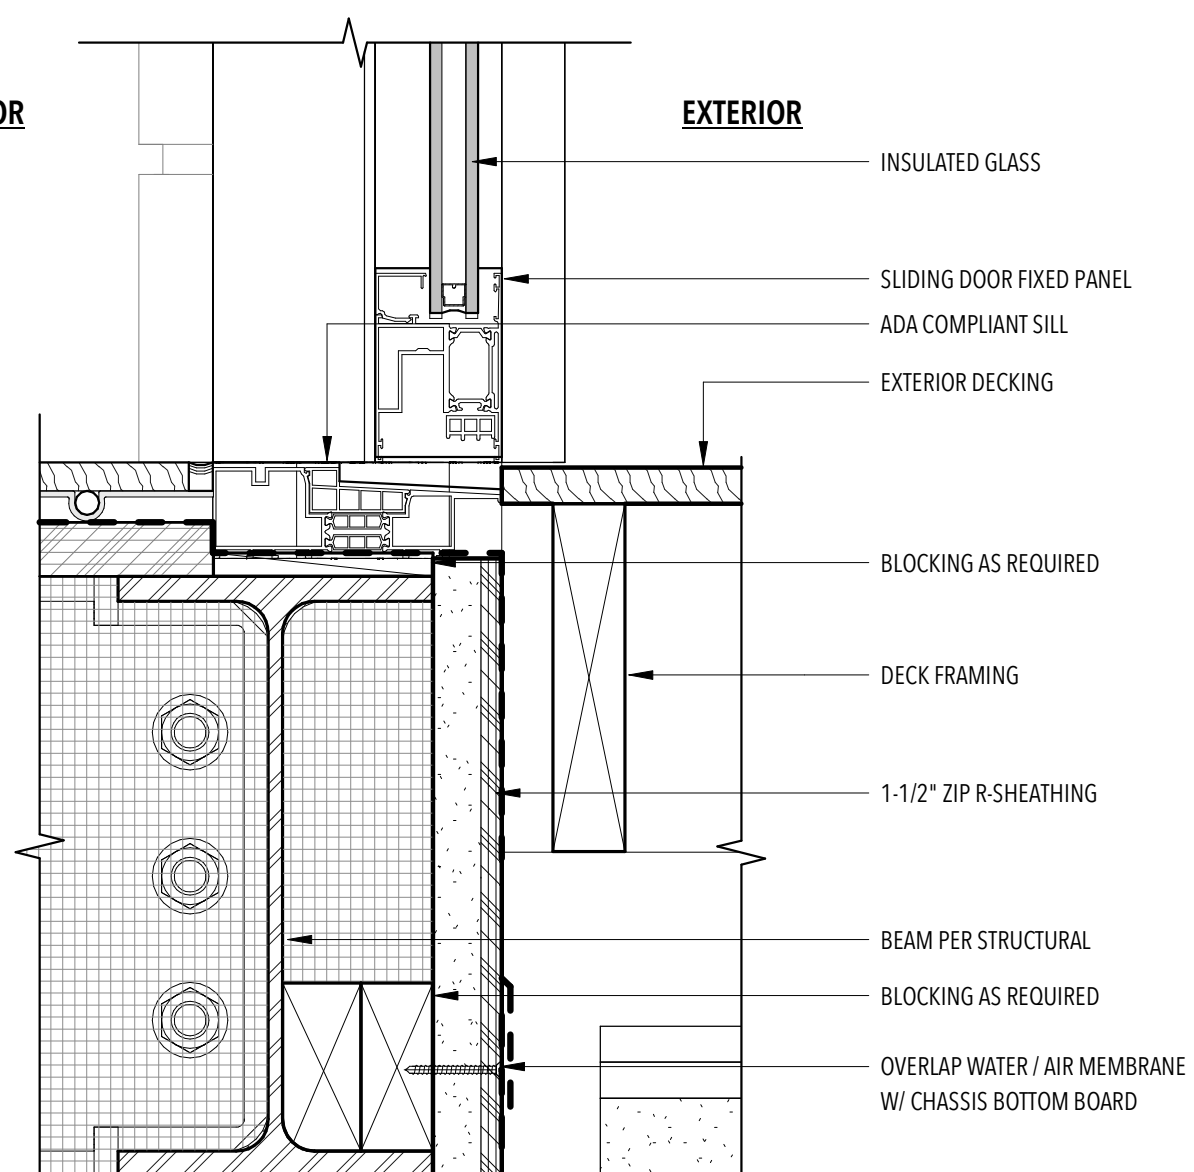 OR
EXTERIOR
INSULATED GLASS
SLIDING DOOR FIXED PANEL
ADA COMPLIANT SILL
EXTERIOR DECKING
BLOCKING AS REQUIRED
DECK FRAMING
1-1/2" ZIP R-SHEATHING
BEAM PER STRUCTURAL
BLOCKING AS REQUIRED
OVERLAP WATER / AIR MEMBRANE
W/ CHASSIS BOTTOM BOARD